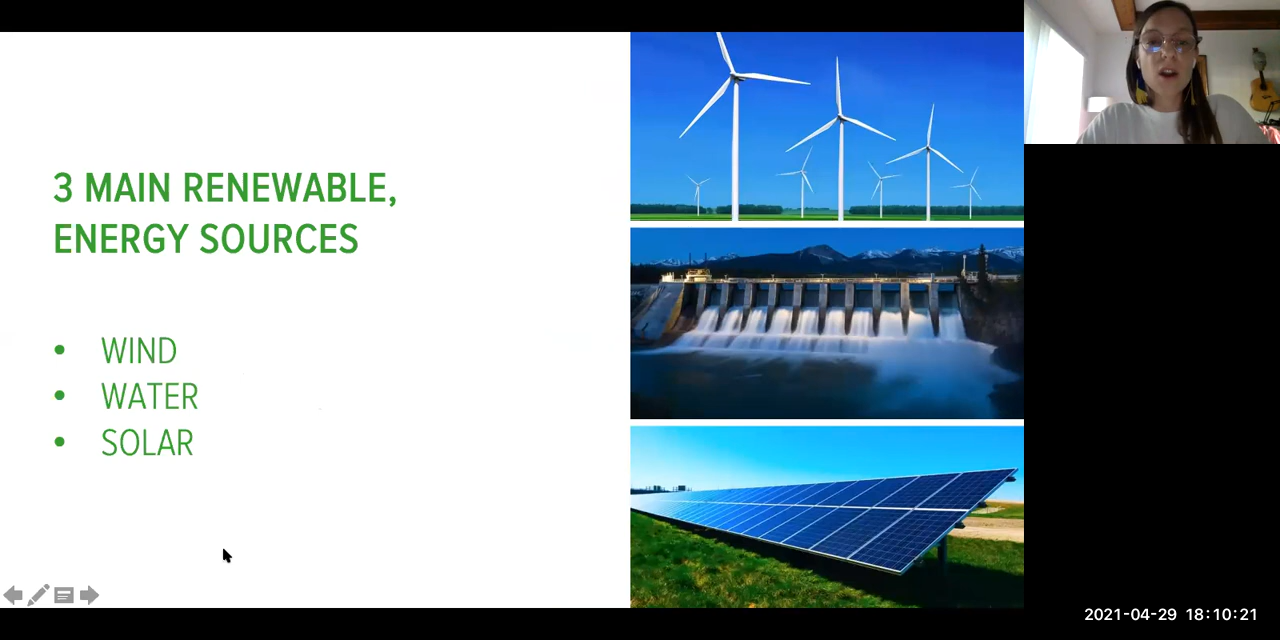 3 MAIN RENEWABLE,
ENERGY SOURCES
• WIND
• WATER
• SOLAR
2021-04-29 18:10:21